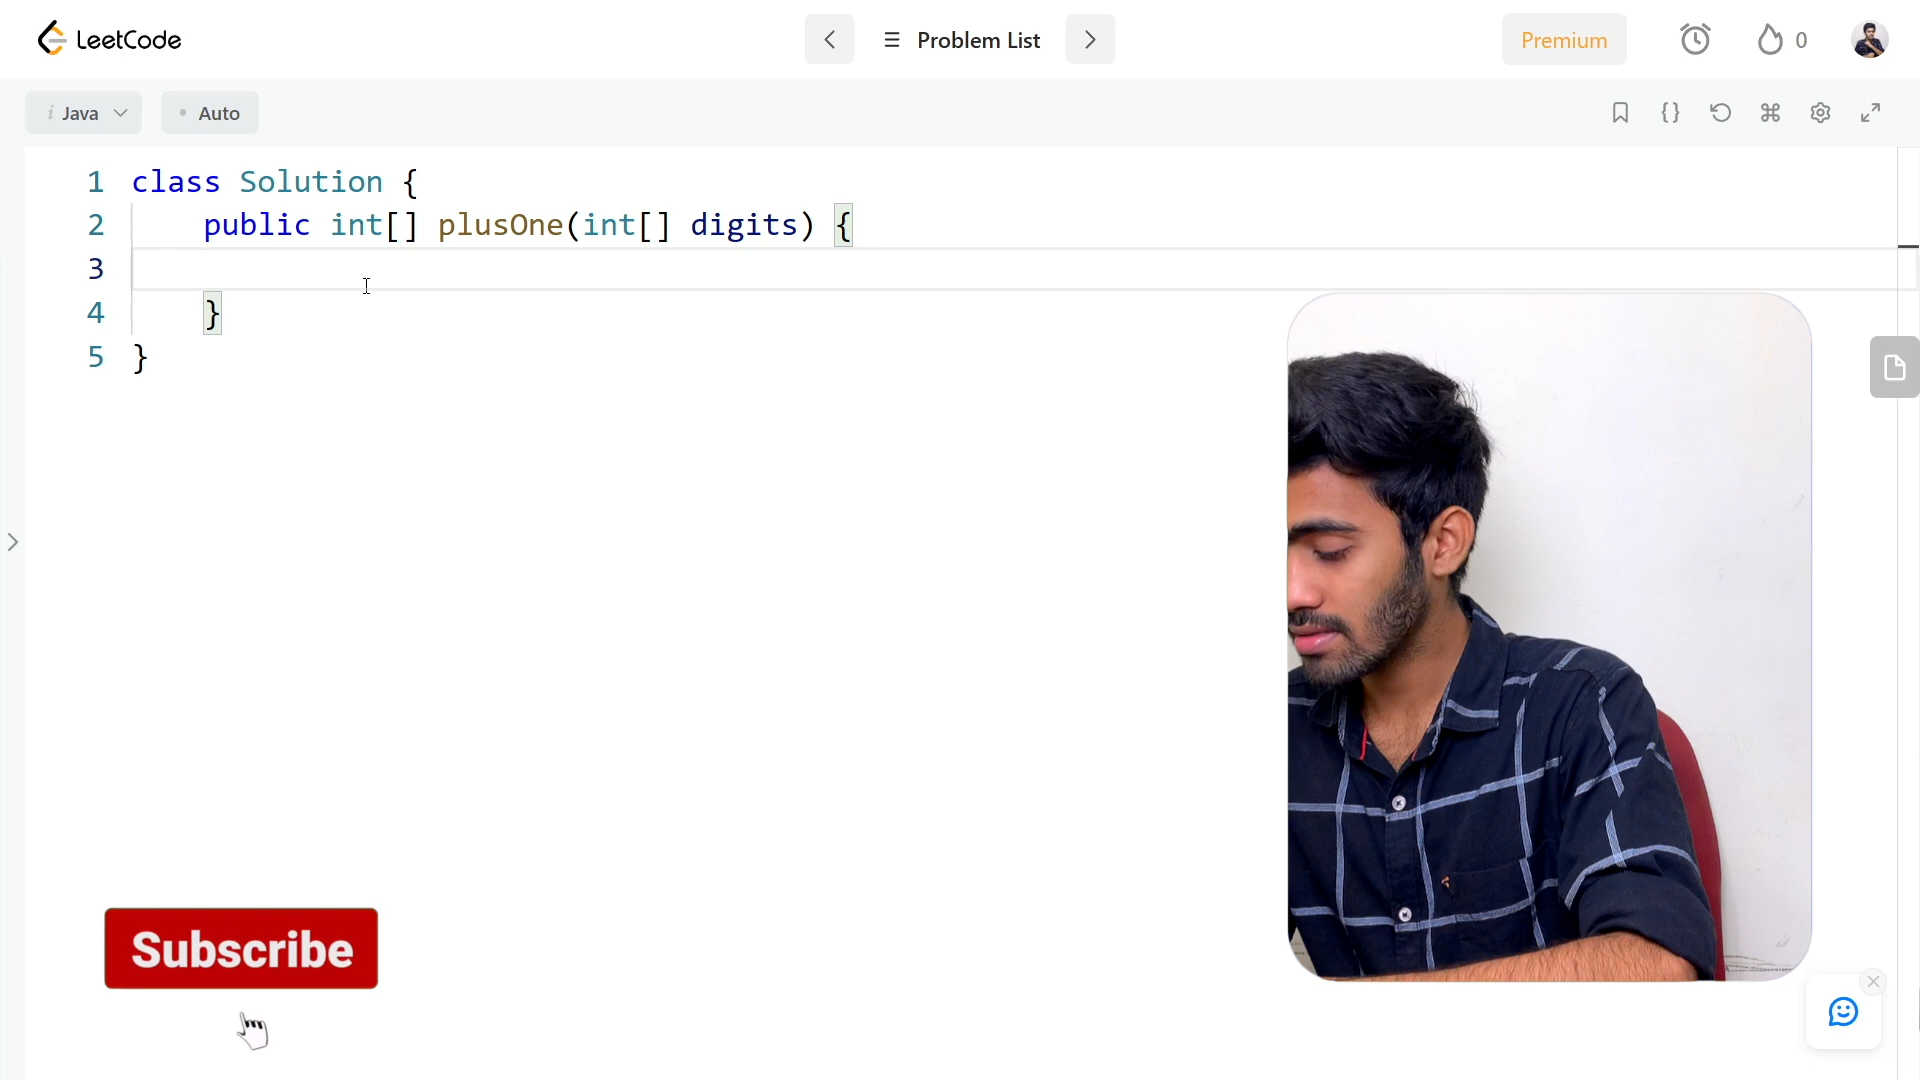 LeetCode
Problem List
Premium
0
i Java
Auto
1 class Solution {
2 public int[] plusOne(int[] digits) {
3
4 }
5 }
Subscribe